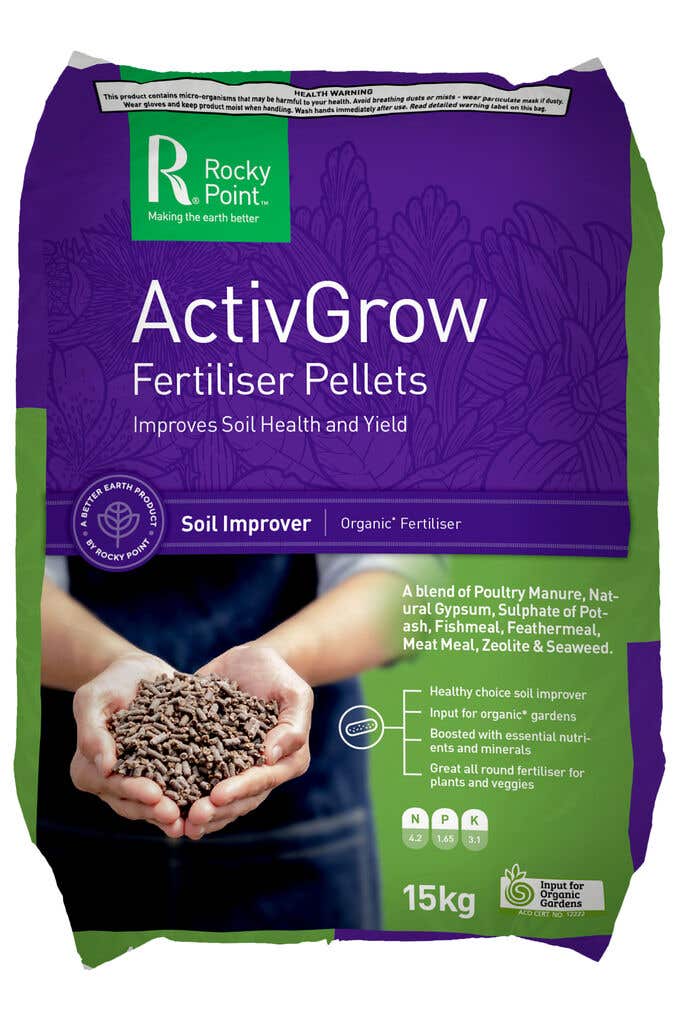 HEALTH WARNING
This product contains micro-organisms that may be harmful to your health. Avoid breathing dusts or mists - wear particulate mask if dusty.
Wear gloves and keep product moist when handling. Wash hands immediately after use. Read detailed warning label on this bag.
R®
Rocky
Point™
Making the earth better
ActivGrow
Fertiliser Pellets
Improves Soil Health and Yield
A BETTER EARTH PRODUCT
BY ROCKY POINT
Soil Improver | Organic* Fertiliser
A blend of Poultry Manure, Nat-
ural Gypsum, Sulphate of Pot-
ash, Fishmeal, Feathermeal,
Meat Meal, Zeolite & Seaweed.
Healthy choice soil improver
Input for organic* gardens
Boosted with essential nutri-
ents and minerals
Great all round fertiliser for
plants and veggies
N P K
4.2 1.65 3.1
15kg
Input for
Organic
Gardens
ACO CERT. NO. 12222